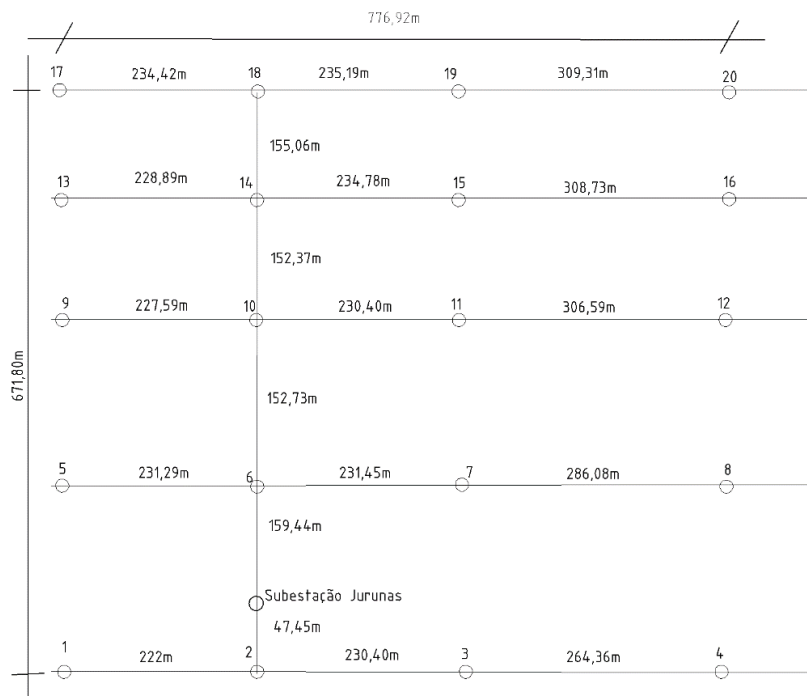 776,92m
17 234,42m 18 235,19m 19 309,31m 20
155,06m
13 228,89m 14 234,78m 15 308,73m 16
152,37m
9 227,59m 10 230,40m 11 306,59m 12
671,80m
152,73m
5 231,29m 6 231,45m 7 286,08m 8
159,44m
Subestação Jurunas
47,45m
1 222m 2 230,40m 3 264,36m 4